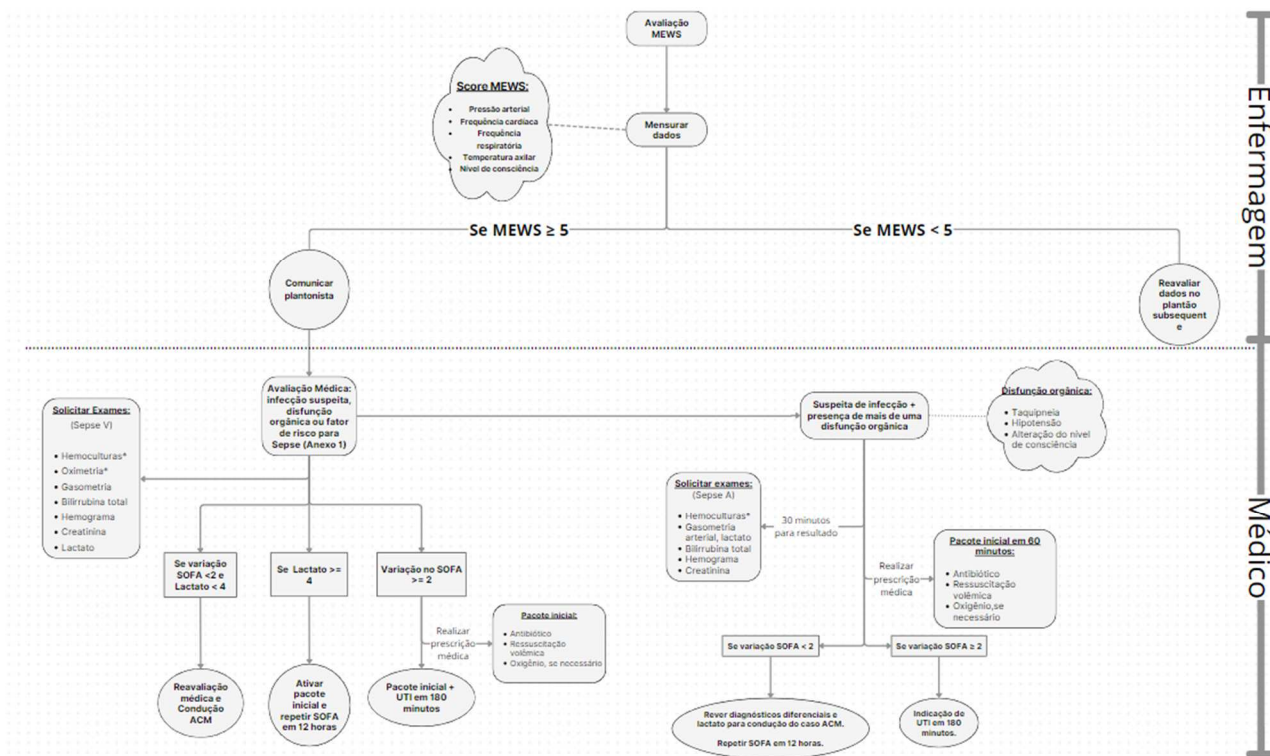 Avaliação
MEWS
Score MEWS:
• Pressão arterial
• Frequência cardíaca
• Frequência
respiratória
• Temperatura axilar
• Nível de consciência
Mensurar
dados
Se MEWS ≥ 5
Se MEWS < 5
Comunicar
plantonista
Reavaliar
dados no
plantão
subsequent
e
Enfermagem
Avaliação Médica:
infecção suspeita,
disfunção
orgânica ou fator
de risco para
Sepse (Anexo 1)
Suspeita de infecção +
presença de mais de uma
disfunção orgânica
Disfunção orgânica:
• Taquipneia
• Hipotensão
• Alteração do nível
de consciência
Solicitar Exames:
(Sepse V)
• Hemoculturas*
• Oximetria*
• Gasometria
• Bilirrubina total
• Hemograma
• Creatinina
• Lactato
Solicitar exames:
(Sepse A)
• Hemoculturas*
• Gasometria
arterial, lactato
• Bilirrubina total
• Hemograma
• Creatinina
30 minutos
para resultado
Pacote inicial em 60
minutos:
• Antibiótico
• Ressuscitação
volêmica
• Oxigênio,se
necessário
Realizar
prescrição
médica
Se variação
SOFA <2 e
Lactato < 4
Se Lactato >=
4
Variação no SOFA
>= 2
Realizar
prescrição
médica
Pacote inicial:
• Antibiótico
• Ressuscitação
volêmica
• Oxigênio, se necessário
Se variação SOFA < 2
Se variação SOFA ≥ 2
Reavaliação
médica e
Condução
ACM
Ativar
pacote
inicial e
repetir SOFA
em 12 horas
Pacote inicial +
UTI em 180
minutos
Rever diagnósticos diferenciais e
lactato para condução do caso ACM.
Repetir SOFA em 12 horas.
Indicação de
UTI em 180
minutos.
Médico